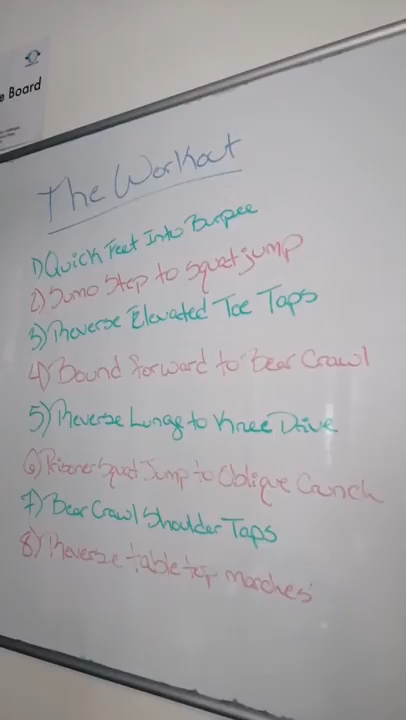 e Board
The Workout
1) Quick Feet Into Burpee
2) Sumo Step to Squat jump
3) Reverse Elevated Toe Taps
4) Bound forward to Bear Crawl
5) Reverse Lunge to Knee Drive
6) Prisoner Squat Jump to Oblique Crunch
7) Bear Crawl Shoulder Taps
8) Reverse table top marches